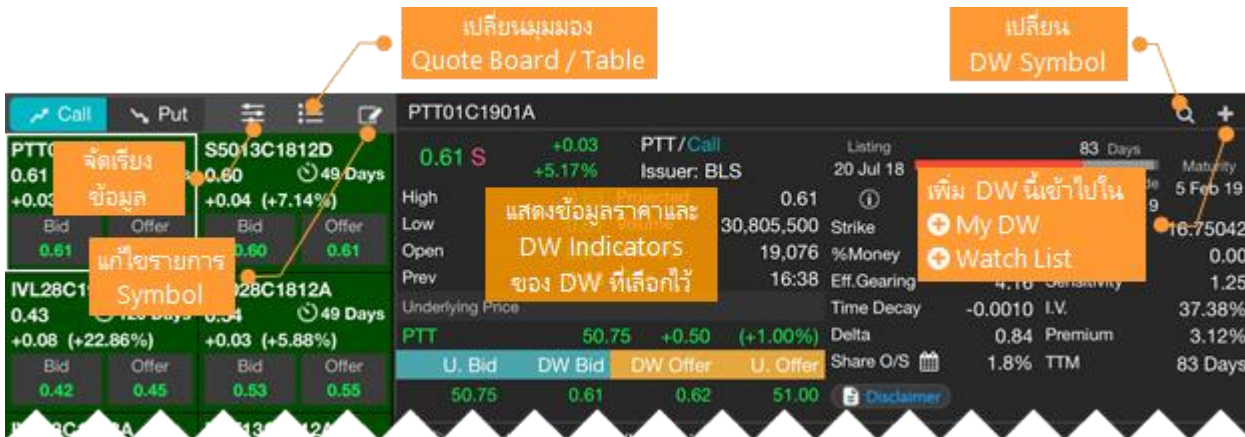 เปลี่ยนมุมมอง
Quote Board / Table
เปลี่ยน
DW Symbol
Call Put
PTT01C1901A
จัดเรียง
ข้อมูล
แก้ไขรายการ
Symbol
S5013C1812D
0.61 0.60 49 Days
+0.03 +0.04 (+7.14%)
Bid Offer Bid Offer
0.61 0.60 0.61
IVL28C1 28C1812A
0.43 49 Days
+0.08 (+22.86%) +0.03 (+5.88%)
Bid Offer Bid Offer
0.42 0.45 0.53 0.55
0.61 S +0.03 PTT/Call
+5.17% Issuer: BLS
High 0.61
Low 30,805,500
Open 19,076
Prev 16:38
แสดงข้อมูลราคาและ
DW Indicators
ของ DW ที่เลือกไว้
Underlying Price
PTT 50.75 +0.50 (+1.00%)
U. Bid DW Bid DW Offer U. Offer
50.75 0.61 0.62 51.00
Listing 83 Days Maturity
20 Jul 18 5 Feb 19
เพิ่ม DW นี้เข้าไปใน
My DW
Watch List
Strike 16.75042
%Money 0.00
Eff.Gearing 4.16 Sensitivity 1.25
Time Decay -0.0010 I.V. 37.38%
Delta 0.84 Premium 3.12%
Share O/S 1.8% TTM 83 Days
Disclaimer